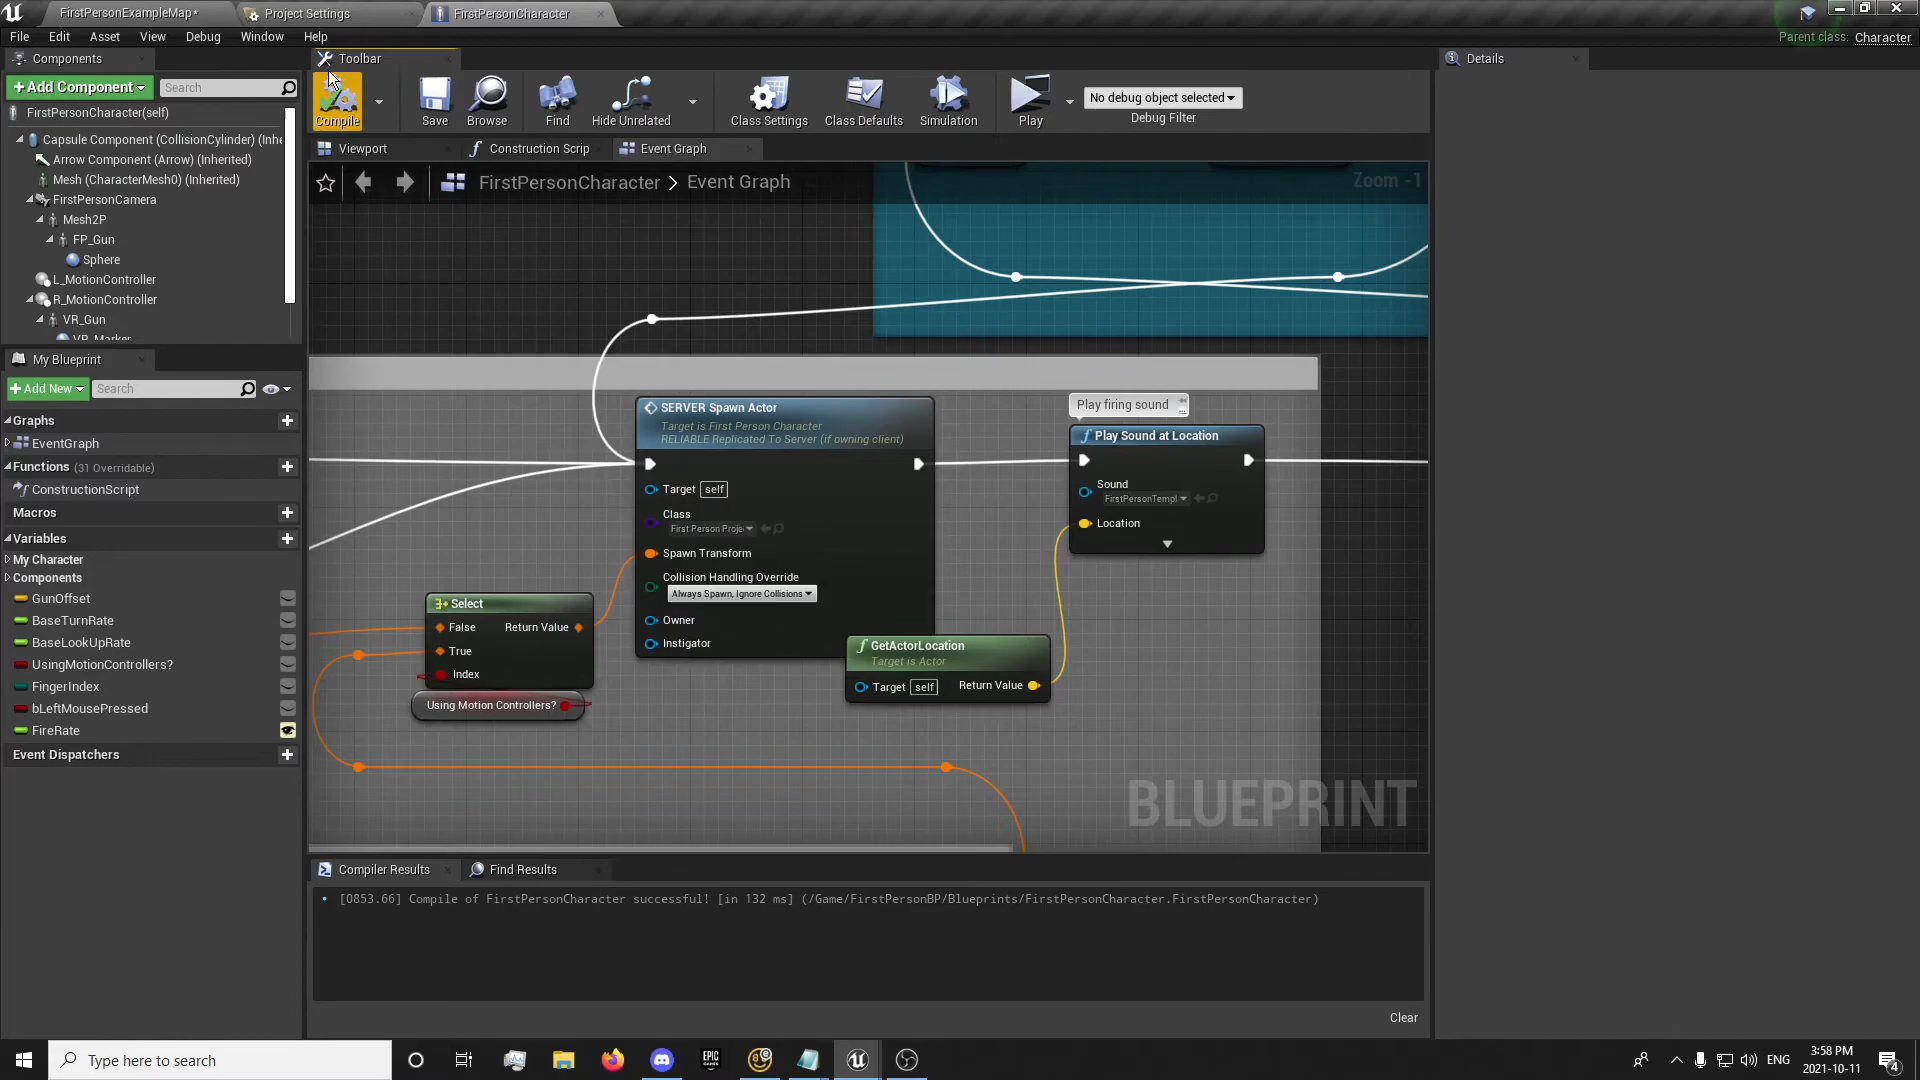 FirstPersonExampleMap*
Project Settings
FirstPersonCharacter
File Edit Asset View Debug Window Help
Parent class: Character
Components
Toolbar
Details
+Add Component
Search
Compile
Save
Browse
Find
Hide Unrelated
Class Settings
Class Defaults
Simulation
Play
No debug object selected
Debug Filter
FirstPersonCharacter(self)
Capsule Component (CollisionCylinder) (Inhe
Arrow Component (Arrow) (Inherited)
Mesh (CharacterMesh0) (Inherited)
FirstPersonCamera
Mesh2P
FP_Gun
Sphere
L_MotionController
R_MotionController
VR_Gun
VR_Marker
Viewport
Construction Scrip
Event Graph
FirstPersonCharacter > Event Graph
Zoom -1
My Blueprint
+Add New
Search
Graphs
EventGraph
Functions (31 Overridable)
ConstructionScript
Macros
Variables
My Character
Components
GunOffset
BaseTurnRate
BaseLookUpRate
UsingMotionControllers?
FingerIndex
bLeftMousePressed
FireRate
Event Dispatchers
SERVER Spawn Actor
Target is First Person Character
RELIABLE Replicated To Server (if owning client)
Target self
Class
First Person Proje
Spawn Transform
Collision Handling Override
Always Spawn, Ignore Collisions
Owner
Instigator
Play firing sound
Play Sound at Location
Sound
FirstPersonTempl
Location
Select
False Return Value
True
Index
Using Motion Controllers?
GetActorLocation
Target is Actor
Target self Return Value
BLUEPRINT
Compiler Results
Find Results
[0853.66] Compile of FirstPersonCharacter successful! [in 132 ms] (/Game/FirstPersonBP/Blueprints/FirstPersonCharacter.FirstPersonCharacter)
Clear
Type here to search
EPIC GAMES
ENG
3:58 PM
2021-10-11
4